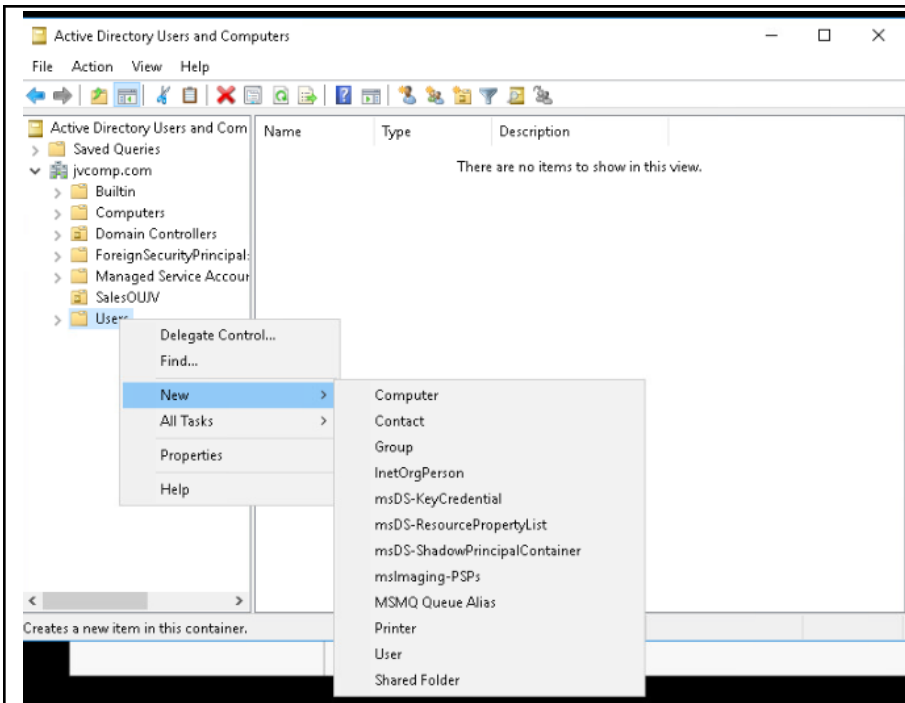 Active Directory Users and Computers
File Action View Help
Active Directory Users and Com
Name Type Description
Saved Queries
There are no items to show in this view.
jvcomp.com
Builtin
Computers
Domain Controllers
ForeignSecurityPrincipal
Managed Service Accour
SalesOUJV
Users
Delegate Control...
Find...
New
All Tasks
Properties
Help
Computer
Contact
Group
InetOrgPerson
msDS-KeyCredential
msDS-ResourcePropertyList
msDS-ShadowPrincipalContainer
msImaging-PSPs
MSMQ Queue Alias
Printer
User
Shared Folder
Creates a new item in this container.